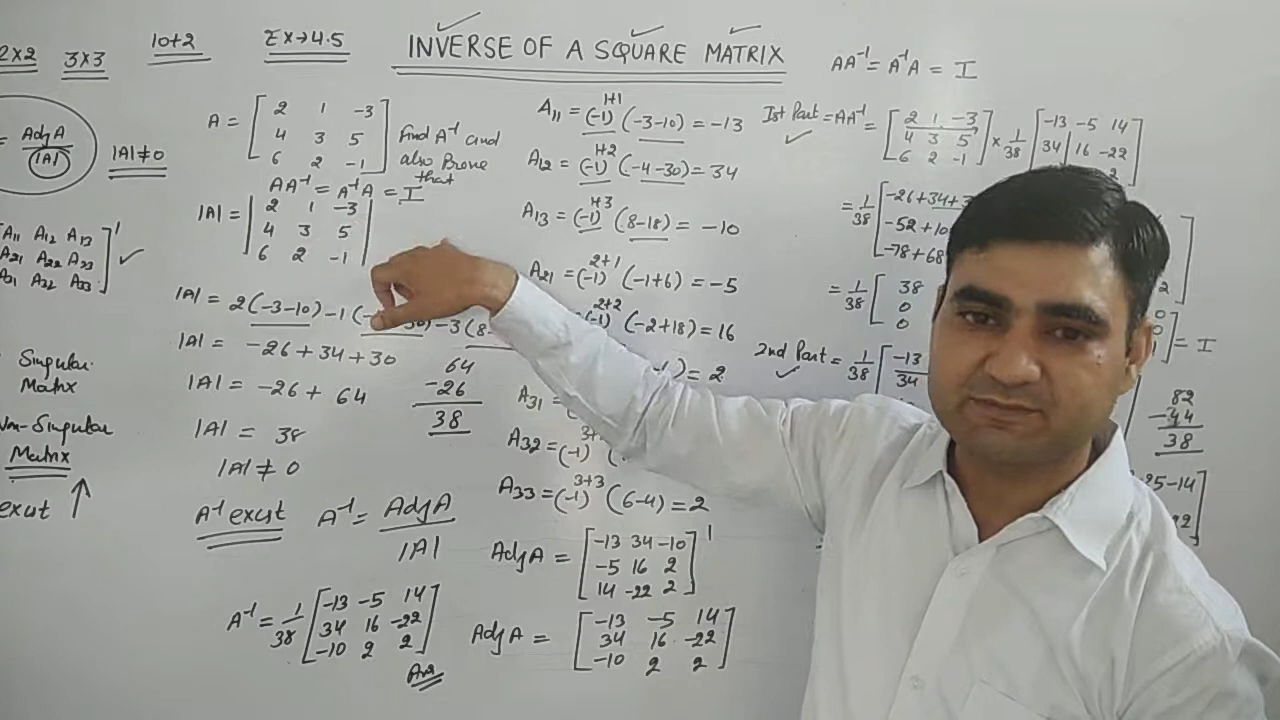 2x2 3x3 10+2 Ex→4.5 INVERSE OF A SQUARE MATRIX
AA⁻¹ = A⁻¹A = I
= AdjA / |A|
|A| ≠ 0
A11 A12 A13
A21 A22 A23
A31 A32 A33
Singular
Matrix
Non-Singular
Matrix
exist ↑
A = [ 2 1 -3
4 3 5
6 2 -1 ]
Find A⁻¹ and
also Prove
that
AA⁻¹ = A⁻¹A = I
|A| = | 2 1 -3
4 3 5
6 2 -1 |
|A| = 2(-3-10)-1( -3(8-
|A| = -26+34+30
|A| = -26+ 64
|A| = 38
|A| ≠ 0
64
-26
38
A⁻¹ exist A⁻¹ = AdjA / |A|
A⁻¹ = 1/38 [ -13 -5 14
34 16 -22
-10 2 2 ]
Ans
A11 = (-1)¹⁺¹ (-3-10) = -13
A12 = (-1)¹⁺² (-4-30) = 34
A13 = (-1)¹⁺³ (8-18) = -10
A21 = (-1)²⁺¹ (-1+6) = -5
(-1)²⁺² (-2+18) = 16
) = 2
A31 =
A32 = (-1)
A33 = (-1)³⁺³ (6-4) = 2
AdjA = [ -13 34 -10
-5 16 2
14 -22 2 ]'
AdjA = [ -13 -5 14
34 16 -22
-10 2 2 ]
Ist Part = AA⁻¹ = [ 2 1 -3
4 3 5
6 2 -1 ] x 1/38 [ -13 -5 14
34 16 -22
2 ]
= 1/38 [ -26+34+3
-52+10
-78+68
= 1/38 [ 38
0
0
] = I
2nd Part = 1/38 [ -13
34
82
-44
38